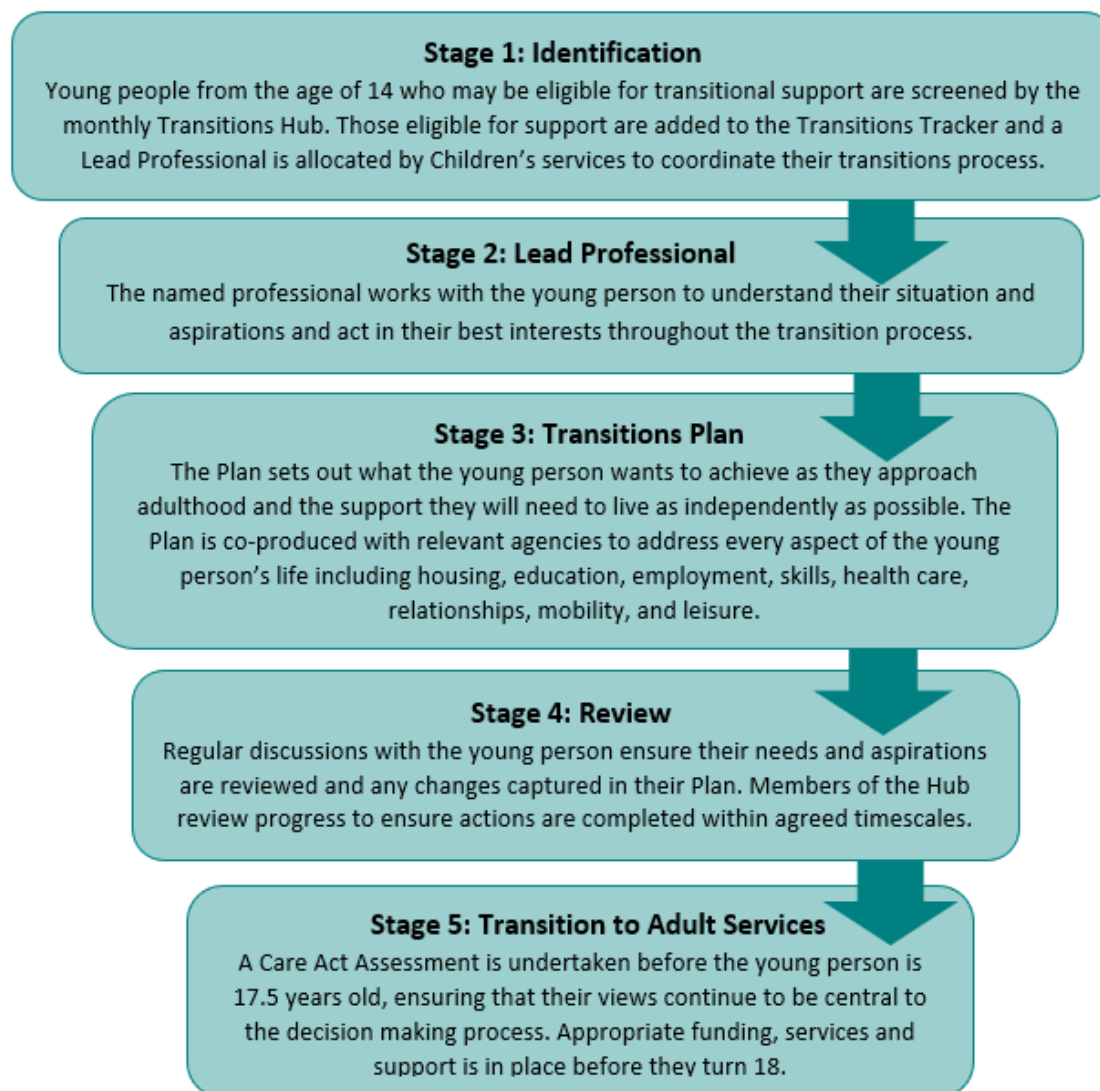 Stage 1: Identification
Young people from the age of 14 who may be eligible for transitional support are screened by the
monthly Transitions Hub. Those eligible for support are added to the Transitions Tracker and a
Lead Professional is allocated by Children’s services to coordinate their transitions process.
Stage 2: Lead Professional
The named professional works with the young person to understand their situation and
aspirations and act in their best interests throughout the transition process.
Stage 3: Transitions Plan
The Plan sets out what the young person wants to achieve as they approach
adulthood and the support they will need to live as independently as possible. The
Plan is co-produced with relevant agencies to address every aspect of the young
person’s life including housing, education, employment, skills, health care,
relationships, mobility, and leisure.
Stage 4: Review
Regular discussions with the young person ensure their needs and aspirations
are reviewed and any changes captured in their Plan. Members of the Hub
review progress to ensure actions are completed within agreed timescales.
Stage 5: Transition to Adult Services
A Care Act Assessment is undertaken before the young person is
17.5 years old, ensuring that their views continue to be central to
the decision making process. Appropriate funding, services and
support is in place before they turn 18.